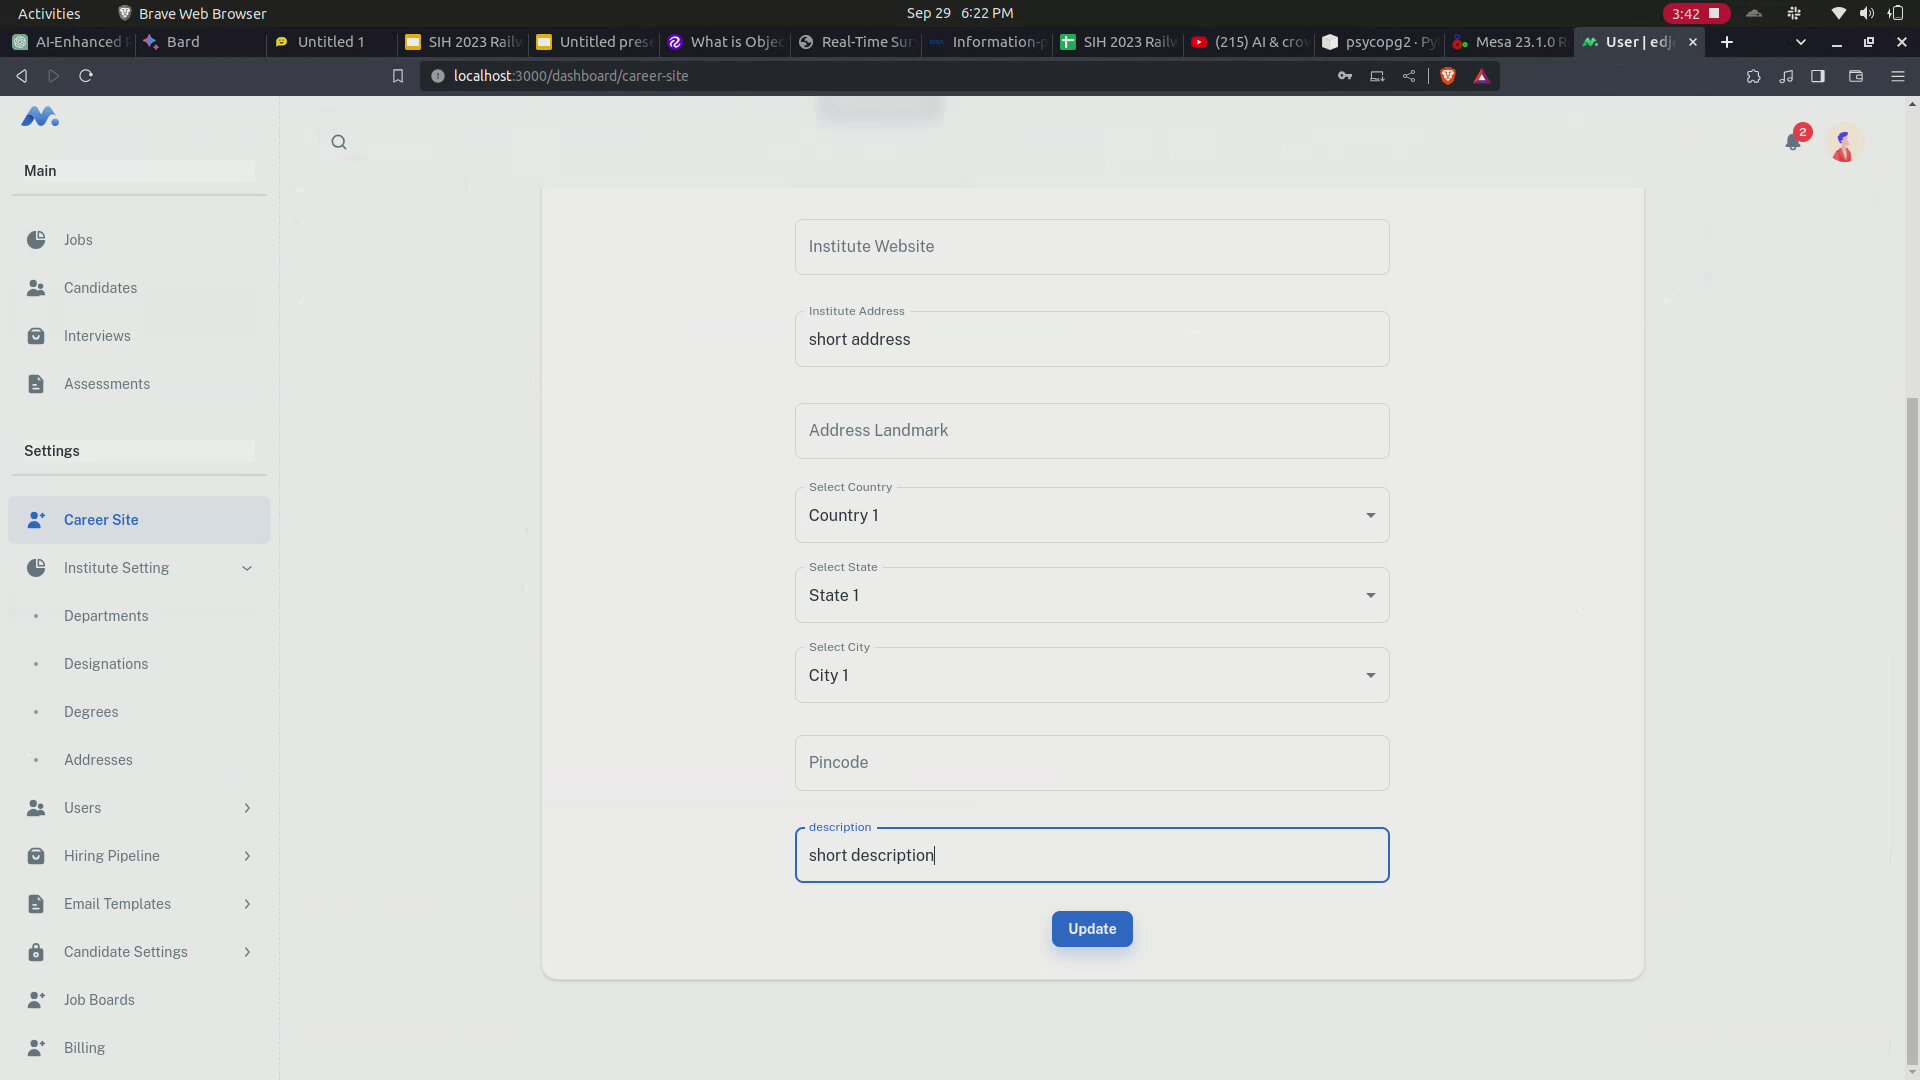 Activities
Brave Web Browser
Sep 29 6:22 PM
3:42
AI-Enhanced
Bard
Untitled 1
SIH 2023 Railw
Untitled prese
What is Objec
Real-Time Sur
Information-p
SIH 2023 Railw
(215) AI & crow
psycopg2 · Py
Mesa 23.1.0 R
User | edj
localhost:3000/dashboard/career-site
2
Main
Jobs
Candidates
Interviews
Assessments
Settings
Career Site
Institute Setting
Departments
Designations
Degrees
Addresses
Users
Hiring Pipeline
Email Templates
Candidate Settings
Job Boards
Billing
Institute Website
Institute Address
short address
Address Landmark
Select Country
Country 1
Select State
State 1
Select City
City 1
Pincode
description
short description
Update